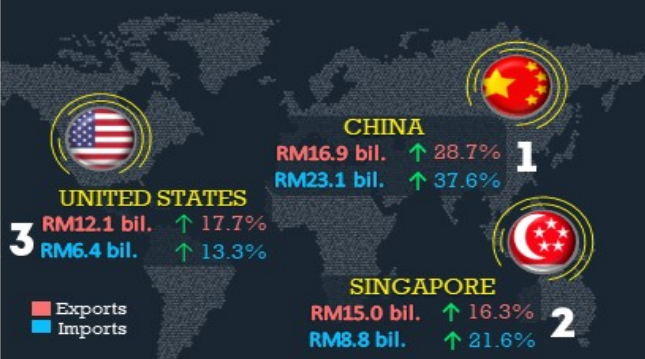 CHINA
RM16.9 bil. ↑ 28.7%
RM23.1 bil. ↑ 37.6%
1
UNITED STATES
RM12.1 bil. ↑ 17.7%
RM6.4 bil. ↑ 13.3%
3
SINGAPORE
RM15.0 bil. ↑ 16.3%
RM8.8 bil. ↑ 21.6%
2
Exports
Imports